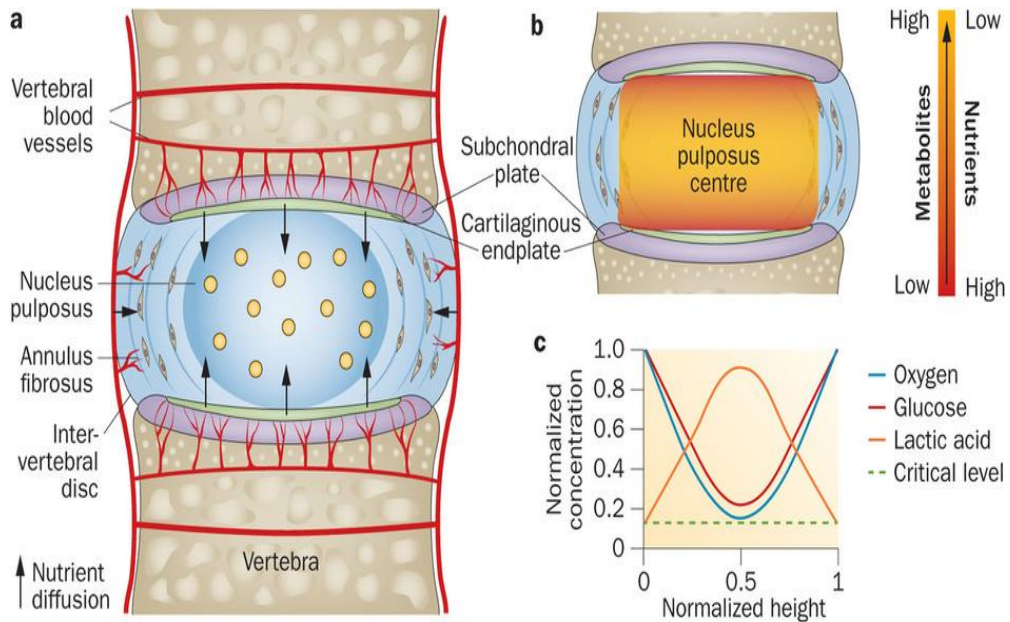 a
Vertebral
blood
vessels
Nucleus
pulposus
Annulus
fibrosus
Inter-
vertebral
disc
Nutrient
diffusion
Vertebra
Subchondral
plate
Cartilaginous
endplate
b
Nucleus
pulposus
centre
High
Low
Metabolites
Nutrients
Low
High
c
Normalized
concentration
1.0
0.8
0.6
0.4
0.2
0
0
0.5
1
Normalized height
Oxygen
Glucose
Lactic acid
Critical level